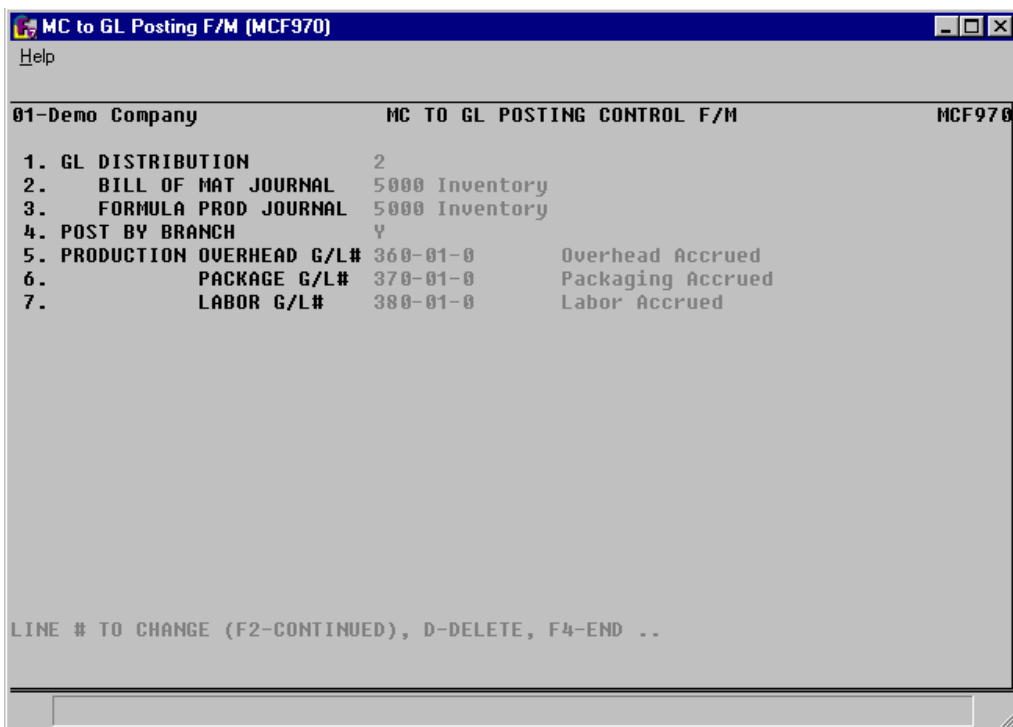 MC to GL Posting F/M (MCF970)
Help
01-Demo Company MC TO GL POSTING CONTROL F/M MCF970
1. GL DISTRIBUTION 2
2. BILL OF MAT JOURNAL 5000 Inventory
3. FORMULA PROD JOURNAL 5000 Inventory
4. POST BY BRANCH Y
5. PRODUCTION OVERHEAD G/L# 360-01-0 Overhead Accrued
6. PACKAGE G/L# 370-01-0 Packaging Accrued
7. LABOR G/L# 380-01-0 Labor Accrued
LINE # TO CHANGE (F2-CONTINUED), D-DELETE, F4-END ..